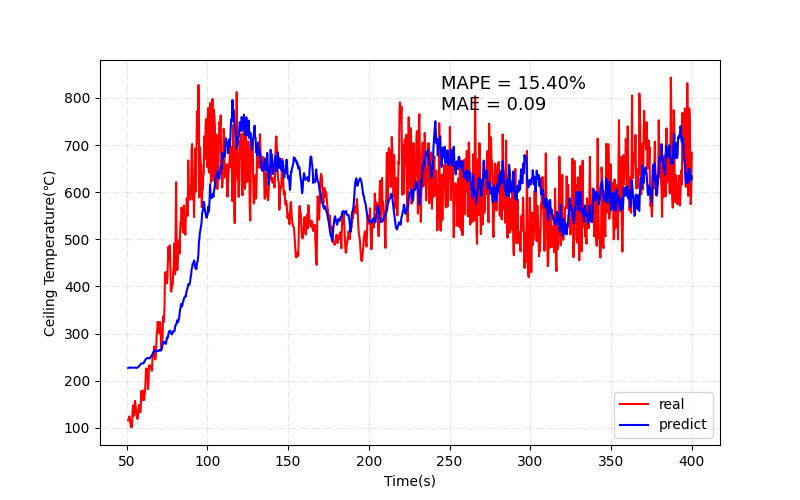 MAPE = 15.40%
MAE = 0.09
800
700
600
500
400
300
200
100
Ceiling Temperature(℃)
real
predict
50 100 150 200 250 300 350 400
Time(s)